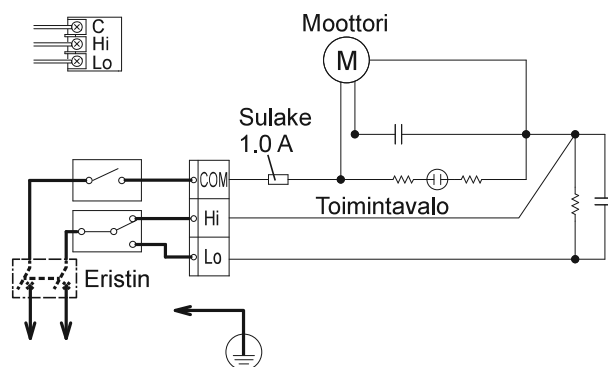 C
Hi
Lo
Moottori
M
Sulake
1.0 A
COM
Toimintavalo
Hi
Lo
Eristin